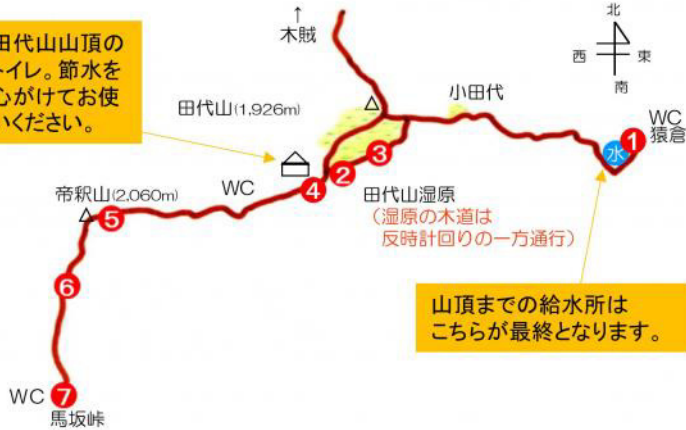 田代山山頂の
トイレ。節水を
心がけてお使
いください。
↑
木賊
北
西 東
南
小田代
田代山(1,926m)
WC
猿倉
水
1
3
2
4
WC
田代山湿原
(湿原の木道は
反時計回りの一方通行)
帝釈山(2,060m)
5
6
山頂までの給水所は
こちらが最終となります。
WC 7
馬坂峠